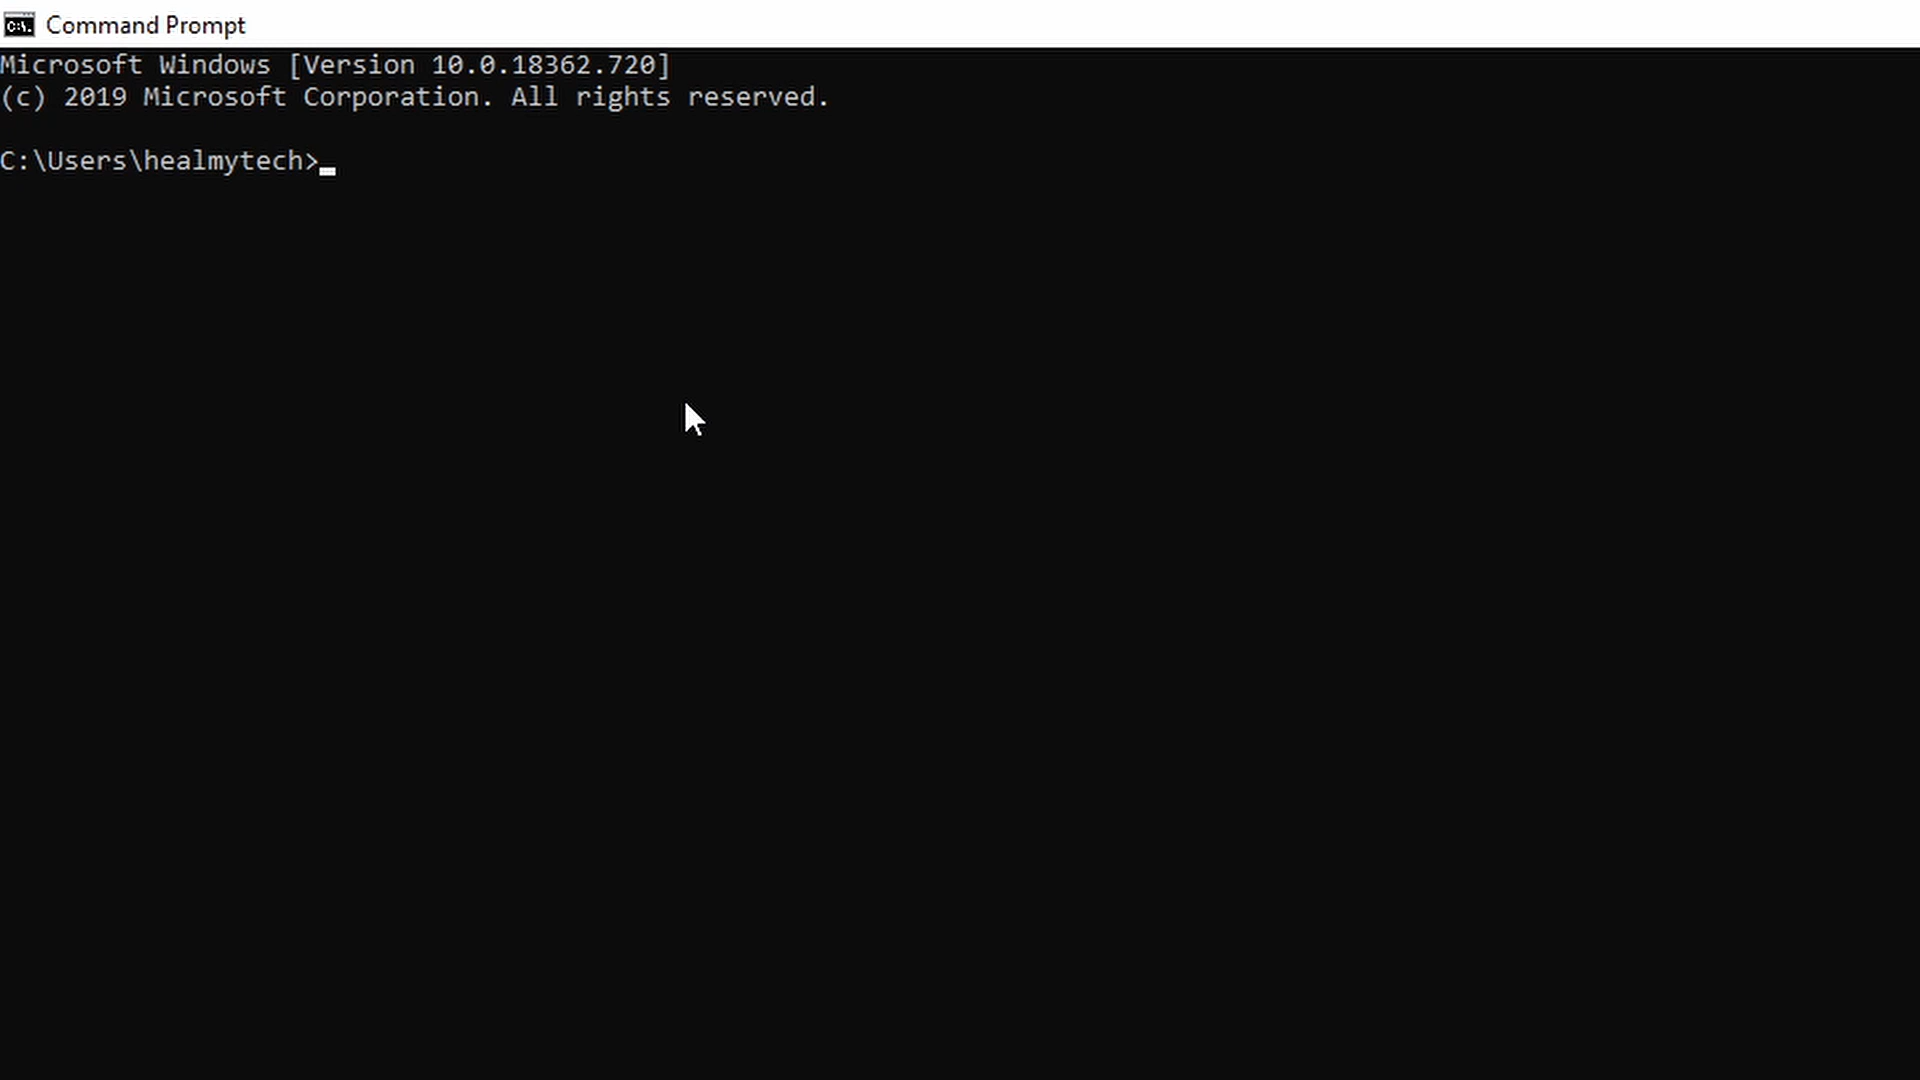 Command Prompt
Microsoft Windows [Version 10.0.18362.720]
(c) 2019 Microsoft Corporation. All rights reserved.
C:\Users\healmytech>